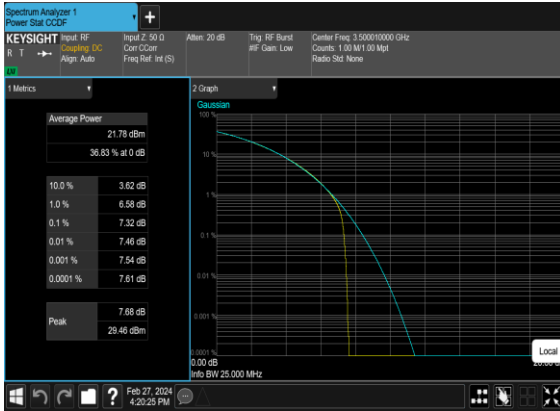 Spectrum Analyzer 1
Power Stat CCDF
+
KEYSIGHT
R T
LV
Input: RF
Coupling: DC
Align: Auto
Input Z: 50 Ω
Corr CCorr
Freq Ref: Int (S)
Atten: 20 dB
Trig: RF Burst
#IF Gain: Low
Center Freq: 3.500010000 GHz
Counts: 1.00 M/1.00 Mpt
Radio Std: None
1 Metrics
Average Power
21.78 dBm
36.83 % at 0 dB
10.0 % 3.62 dB
1.0 % 6.58 dB
0.1 % 7.32 dB
0.01 % 7.46 dB
0.001 % 7.54 dB
0.0001 % 7.61 dB
Peak
7.68 dB
29.46 dBm
2 Graph
Gaussian
100 %
10 %
1 %
0.1 %
0.01 %
0.001 %
0.0001 %
0.00 dB
Info BW 25.000 MHz
Local
Feb 27, 2024
4:20:25 PM